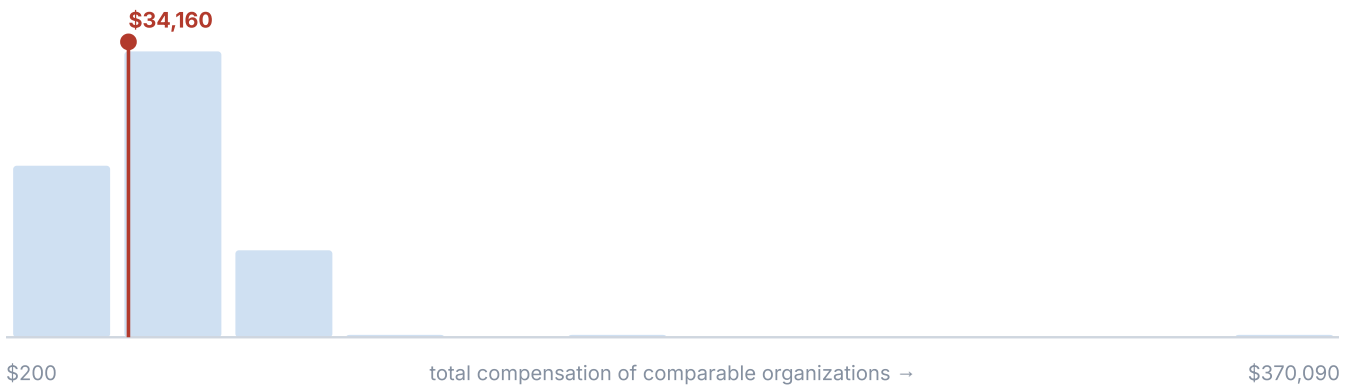 $34,160
$200 total compensation of comparable organizations → $370,090